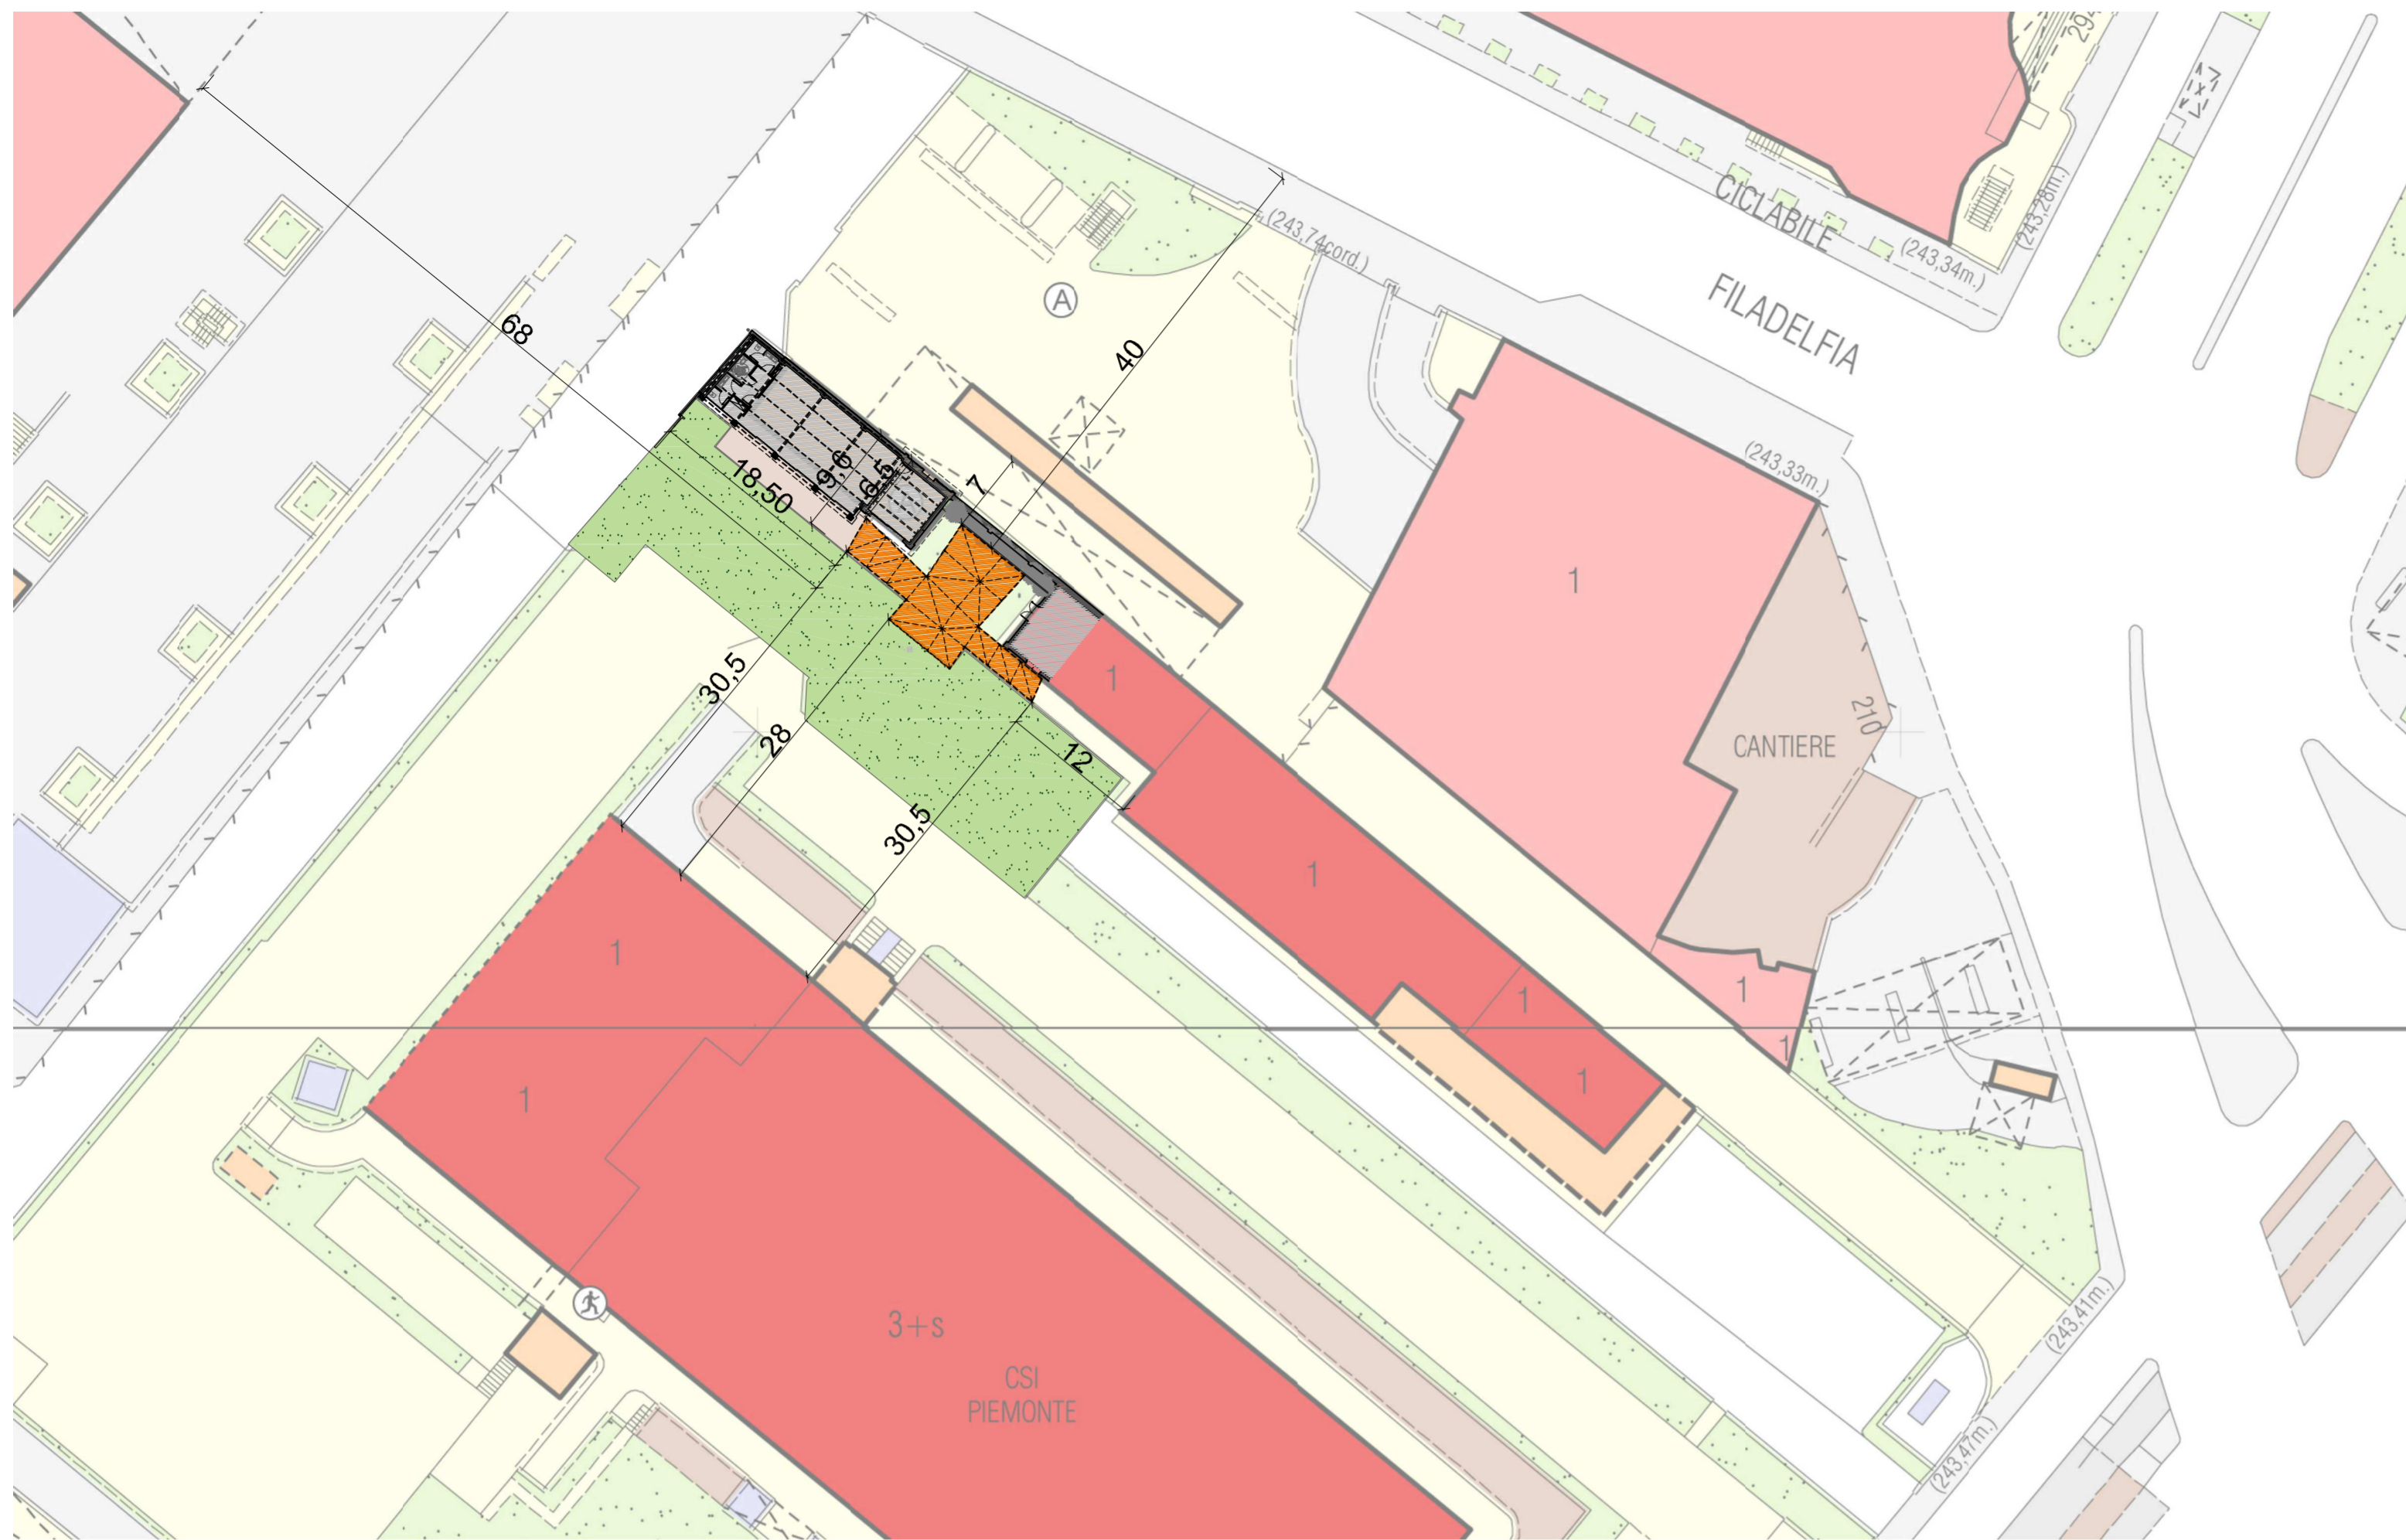 294
CICLABILE
(243,28m.)
(243,34m.)
(243,74cord.)
A
FILADELFIA
68
40
(243,33m.)
9,6
6,5
18,50
7
1
1
30,5
28
12
210
CANTIERE
30,5
1
1
1
1
1
1
1
1
3+s
CSI
PIEMONTE
(243,41m.)
(243,47m.)